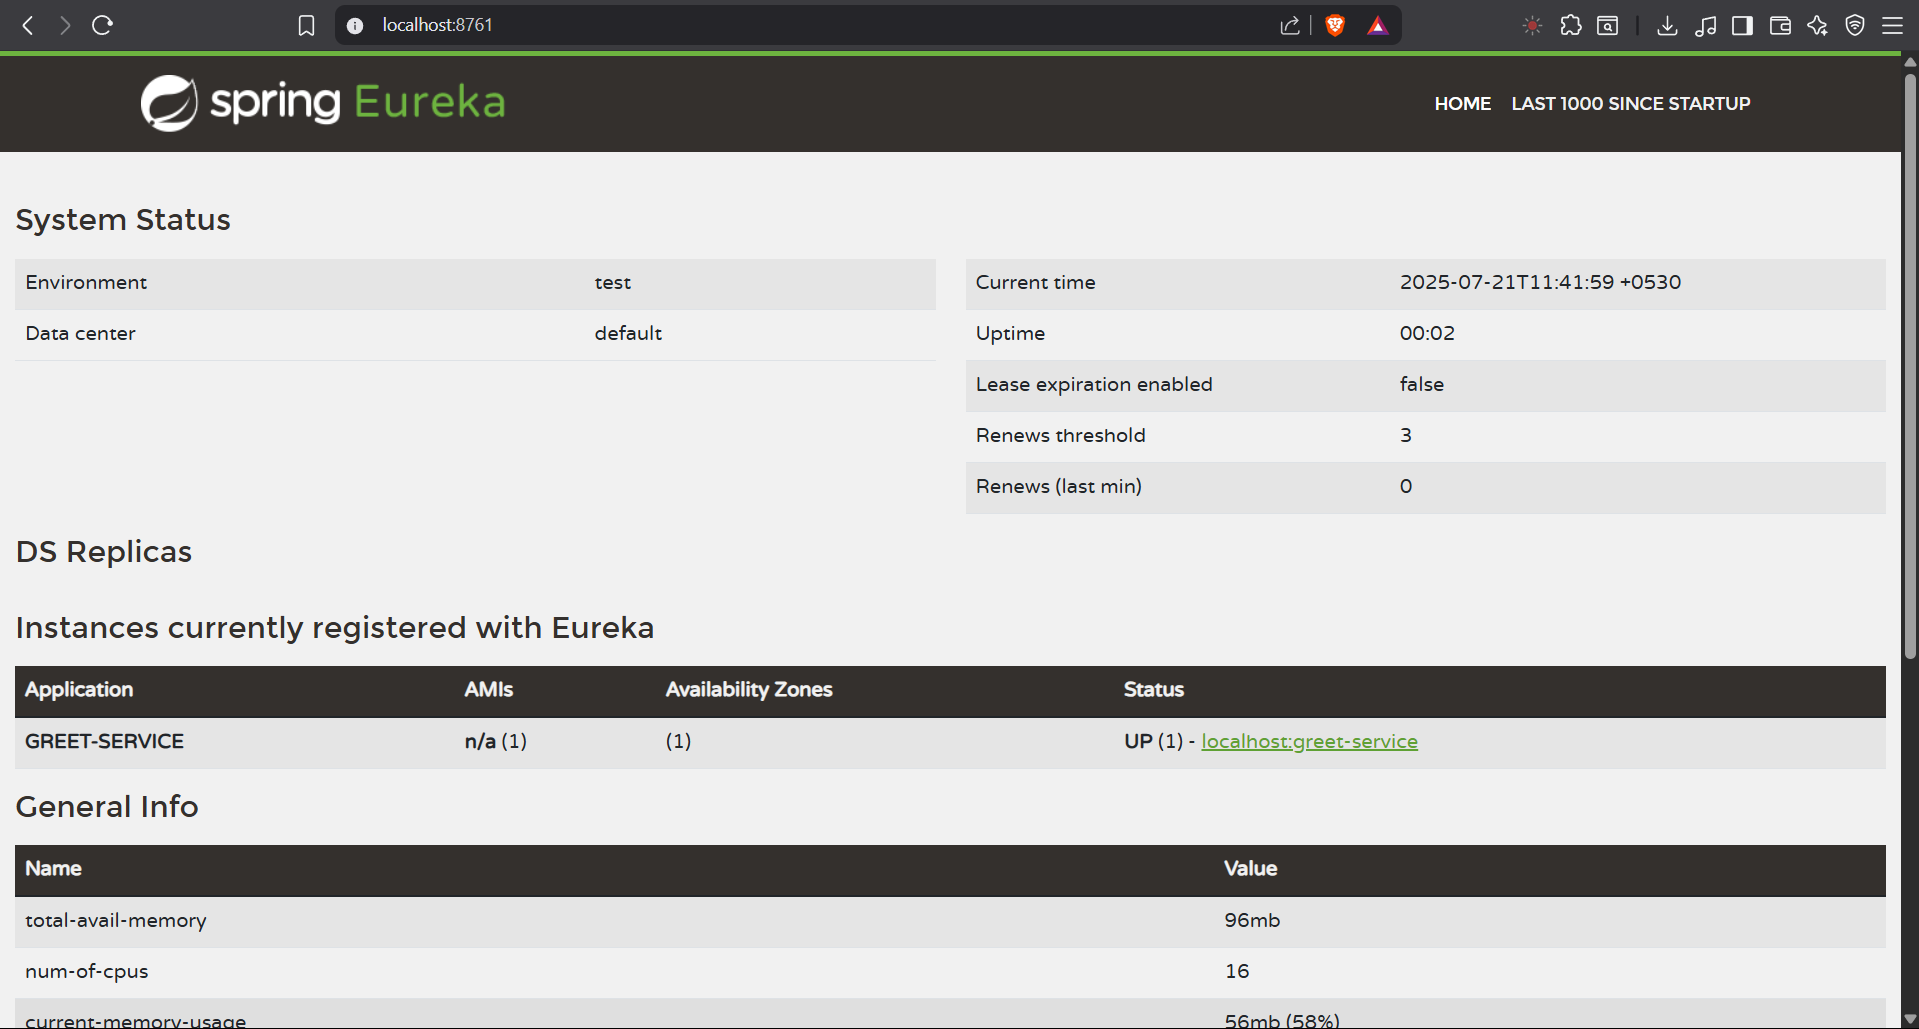 localhost:8761
spring Eureka
HOME LAST 1000 SINCE STARTUP
System Status
Environment test
Data center default
Current time 2025-07-21T11:41:59 +0530
Uptime 00:02
Lease expiration enabled false
Renews threshold 3
Renews (last min) 0
DS Replicas
Instances currently registered with Eureka
Application AMIs Availability Zones Status
GREET-SERVICE n/a (1) (1) UP (1) - localhost:greet-service
General Info
Name Value
total-avail-memory 96mb
num-of-cpus 16
current-memory-usage 56mb (58%)